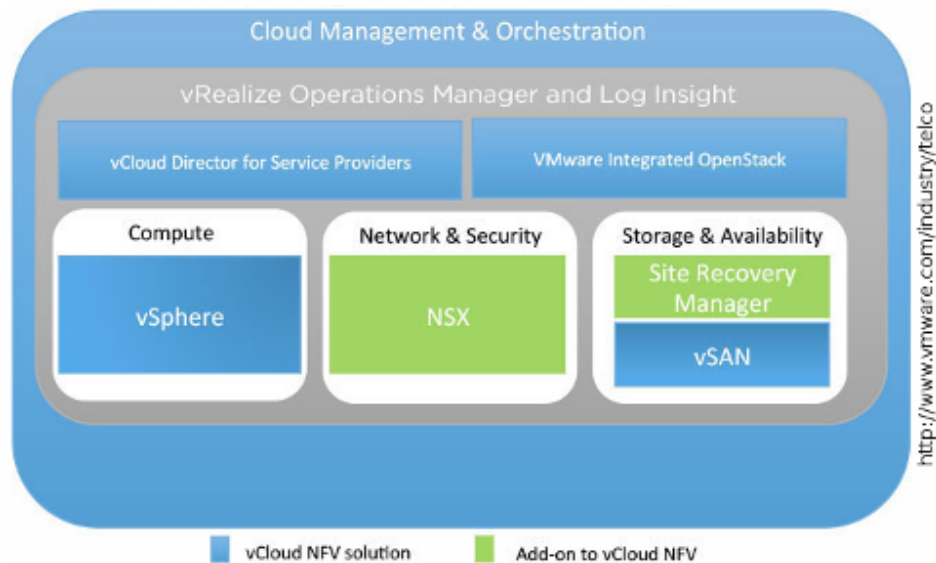 Cloud Management & Orchestration
vRealize Operations Manager and Log Insight
vCloud Director for Service Providers
VMware Integrated OpenStack
Compute
Network & Security
Storage & Availability
vSphere
NSX
Site Recovery
Manager
vSAN
http://www.vmware.com/industry/telco
vCloud NFV solution
Add-on to vCloud NFV